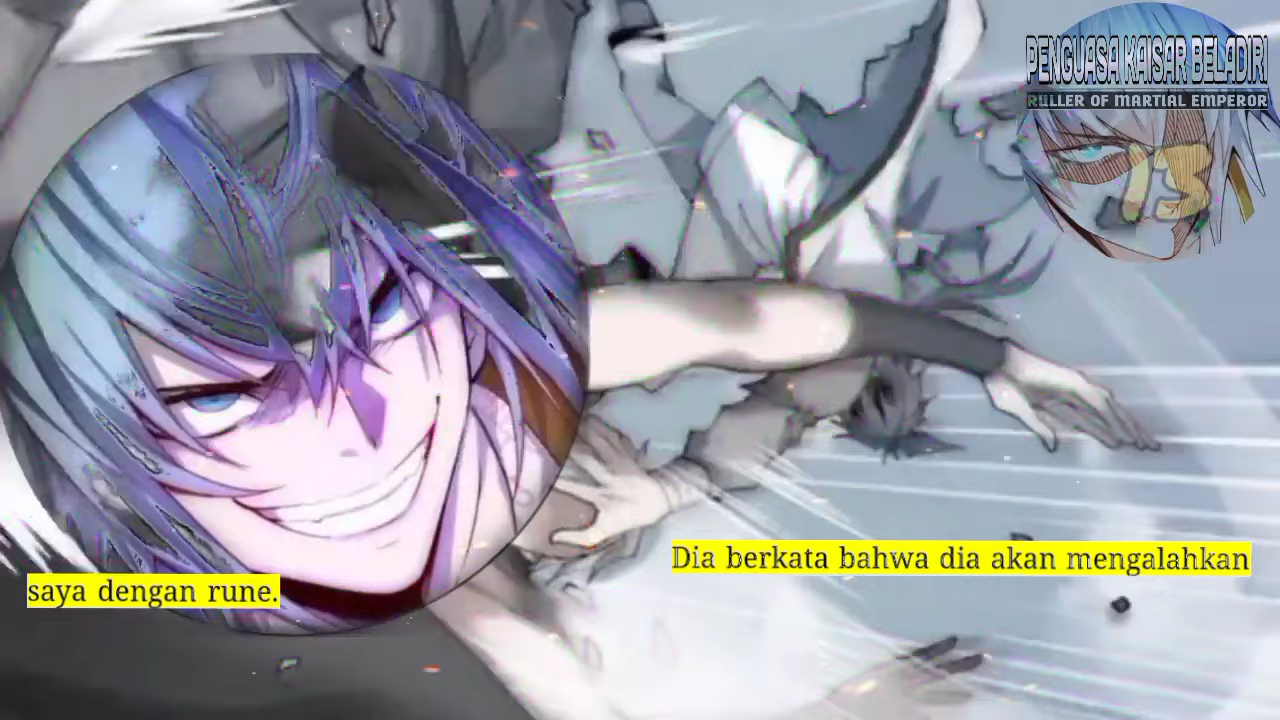 PENGUASA KAISAR BELADIRI
RULLER OF MARTIAL EMPEROR
13
Dia berkata bahwa dia akan mengalahkan
saya dengan rune.